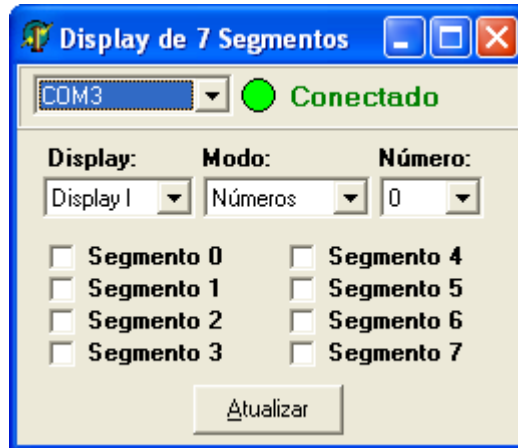 Display de 7 Segmentos
COM3 Conectado
Display: Modo: Número:
Display I Números 0
Segmento 0 Segmento 4
Segmento 1 Segmento 5
Segmento 2 Segmento 6
Segmento 3 Segmento 7
Atualizar